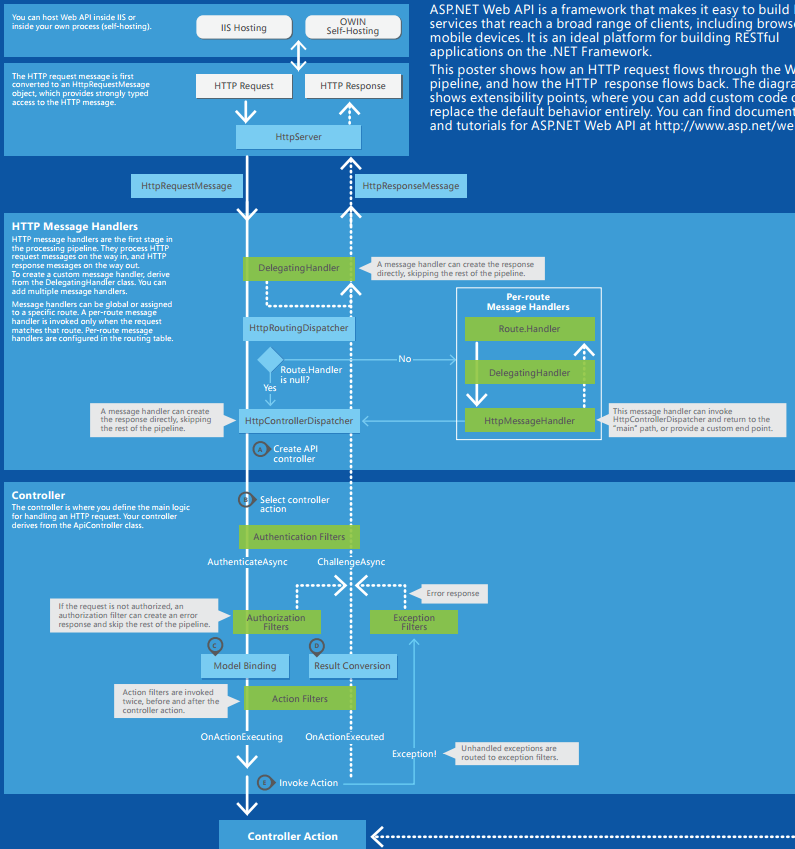 You can host Web API inside IIS or
inside your own process (self-hosting).
IIS Hosting
OWIN
Self-Hosting
ASP.NET Web API is a framework that makes it easy to build
services that reach a broad range of clients, including
mobile devices. It is an ideal platform for building RESTful
applications on the .NET Framework.
This poster shows how an HTTP request flows through the
pipeline, and how the HTTP response flows back. The
shows extensibility points, where you can add custom code
replace the default behavior entirely. You can find
and tutorials for ASP.NET Web API at
The HTTP request message is first
converted to an HttpRequestMessage
object, which provides strongly typed
access to the HTTP message.
HTTP Request
HTTP Response
HttpServer
HttpRequestMessage
HttpResponseMessage
HTTP Message Handlers
HTTP message handlers are the first stage in
the processing pipeline. They process HTTP
request messages on the way in, and HTTP
response messages on the way out.
To create a custom message handler, derive
from the DelegatingHandler class. You can
add multiple message handlers.
Message handlers can be global or assigned
to a specific route. A per-route message
handler is invoked only when the request
matches that route. Per-route message
handlers are configured in the routing table.
DelegatingHandler
A message handler can create the response
directly, skipping the rest of the pipeline.
HttpRoutingDispatcher
Route.Handler
is null?
No
Yes
Per-route
Message Handlers
Route.Handler
DelegatingHandler
HttpMessageHandler
A message handler can create
the response directly, skipping
the rest of the pipeline.
HttpControllerDispatcher
This message handler can invoke
HttpControllerDispatcher and return to the
"main" path, or provide a custom end point.
A
Create API
controller
Controller
The controller is where you define the main logic
for handling an HTTP request. Your controller
derives from the ApiController class.
B
Select controller
action
Authentication Filters
AuthenticateAsync
ChallengeAsync
Error response
If the request is not authorized, an
authorization filter can create an error
response and skip the rest of the pipeline.
Authorization
Filters
Exception
Filters
C
Model Binding
D
Result Conversion
Action filters are invoked
twice, before and after the
controller action.
Action Filters
OnActionExecuting
OnActionExecuted
Exception!
Unhandled exceptions are
routed to exception filters.
E
Invoke Action
Controller Action